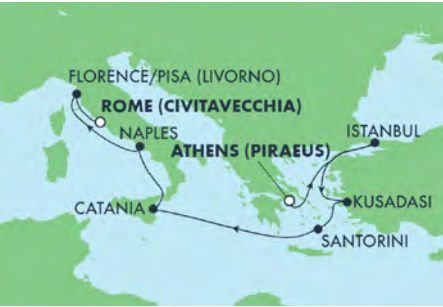 FLORENCE/PISA (LIVORNO)
ROME (CIVITAVECCHIA)
NAPLES
ISTANBUL
ATHENS (PIRAEUS)
CATANIA
KUSADASI
SANTORINI